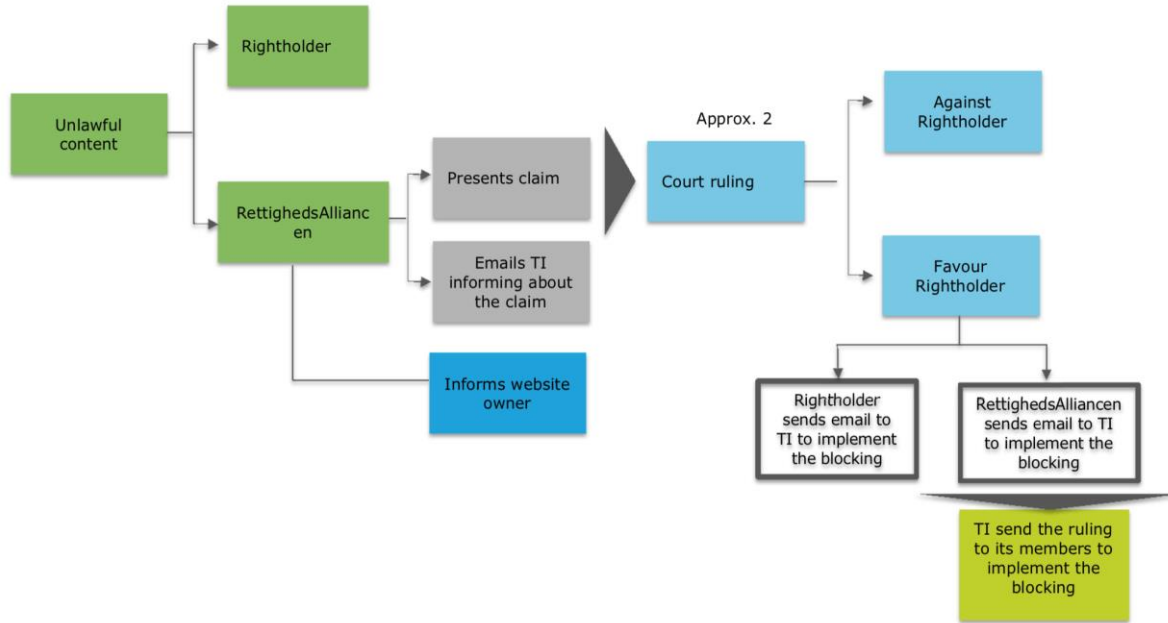 Rightholder
Unlawful
content
RettighedsAllianc
en
Presents claim
Emails TI
informing about
the claim
Informs website
owner
Approx. 2
Court ruling
Against
Rightholder
Favour
Rightholder
Rightholder
sends email to
TI to implement
the blocking
RettighedsAlliancen
sends email to TI
to implement the
blocking
TI send the ruling
to its members to
implement the
blocking